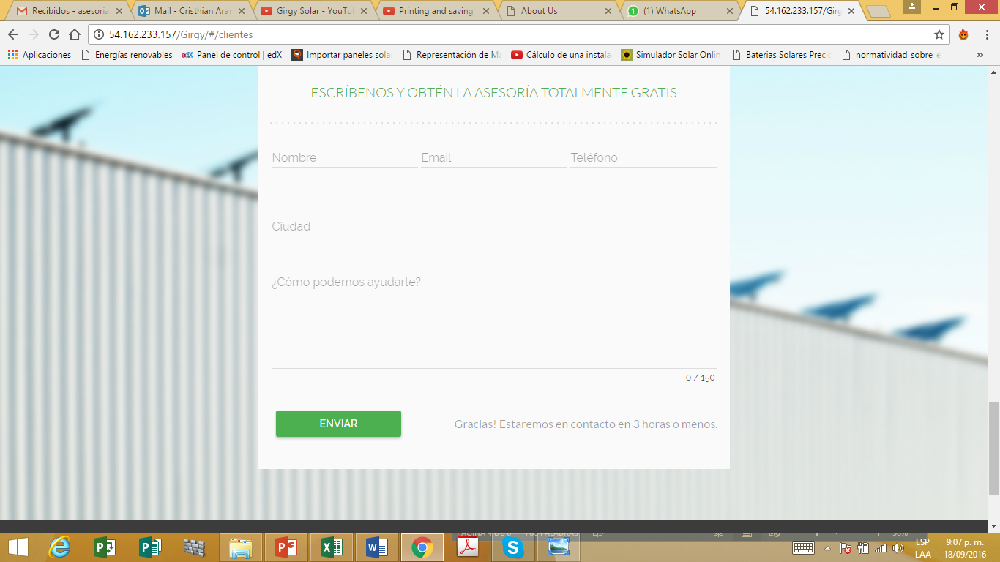 Recibidos - asesoria
Mail - Cristhian Arar
Girgy Solar - YouTu
Printing and saving
About Us
(1) WhatsApp
54.162.233.157/Girg
54.162.233.157/Girgy/#/clientes
Aplicaciones
Energías renovables
edX Panel de control | edX
Importar paneles sola
Representación de Ma
Cálculo de una instala
Simulador Solar Onlin
Baterias Solares Preci
normatividad_sobre_e
»
ESCRÍBENOS Y OBTÉN LA ASESORÍA TOTALMENTE GRATIS
Nombre
Email
Teléfono
Ciudad
¿Cómo podemos ayudarte?
0 / 150
ENVIAR
Gracias! Estaremos en contacto en 3 horas o menos.
ESP
LAA
9:07 p. m.
18/09/2016